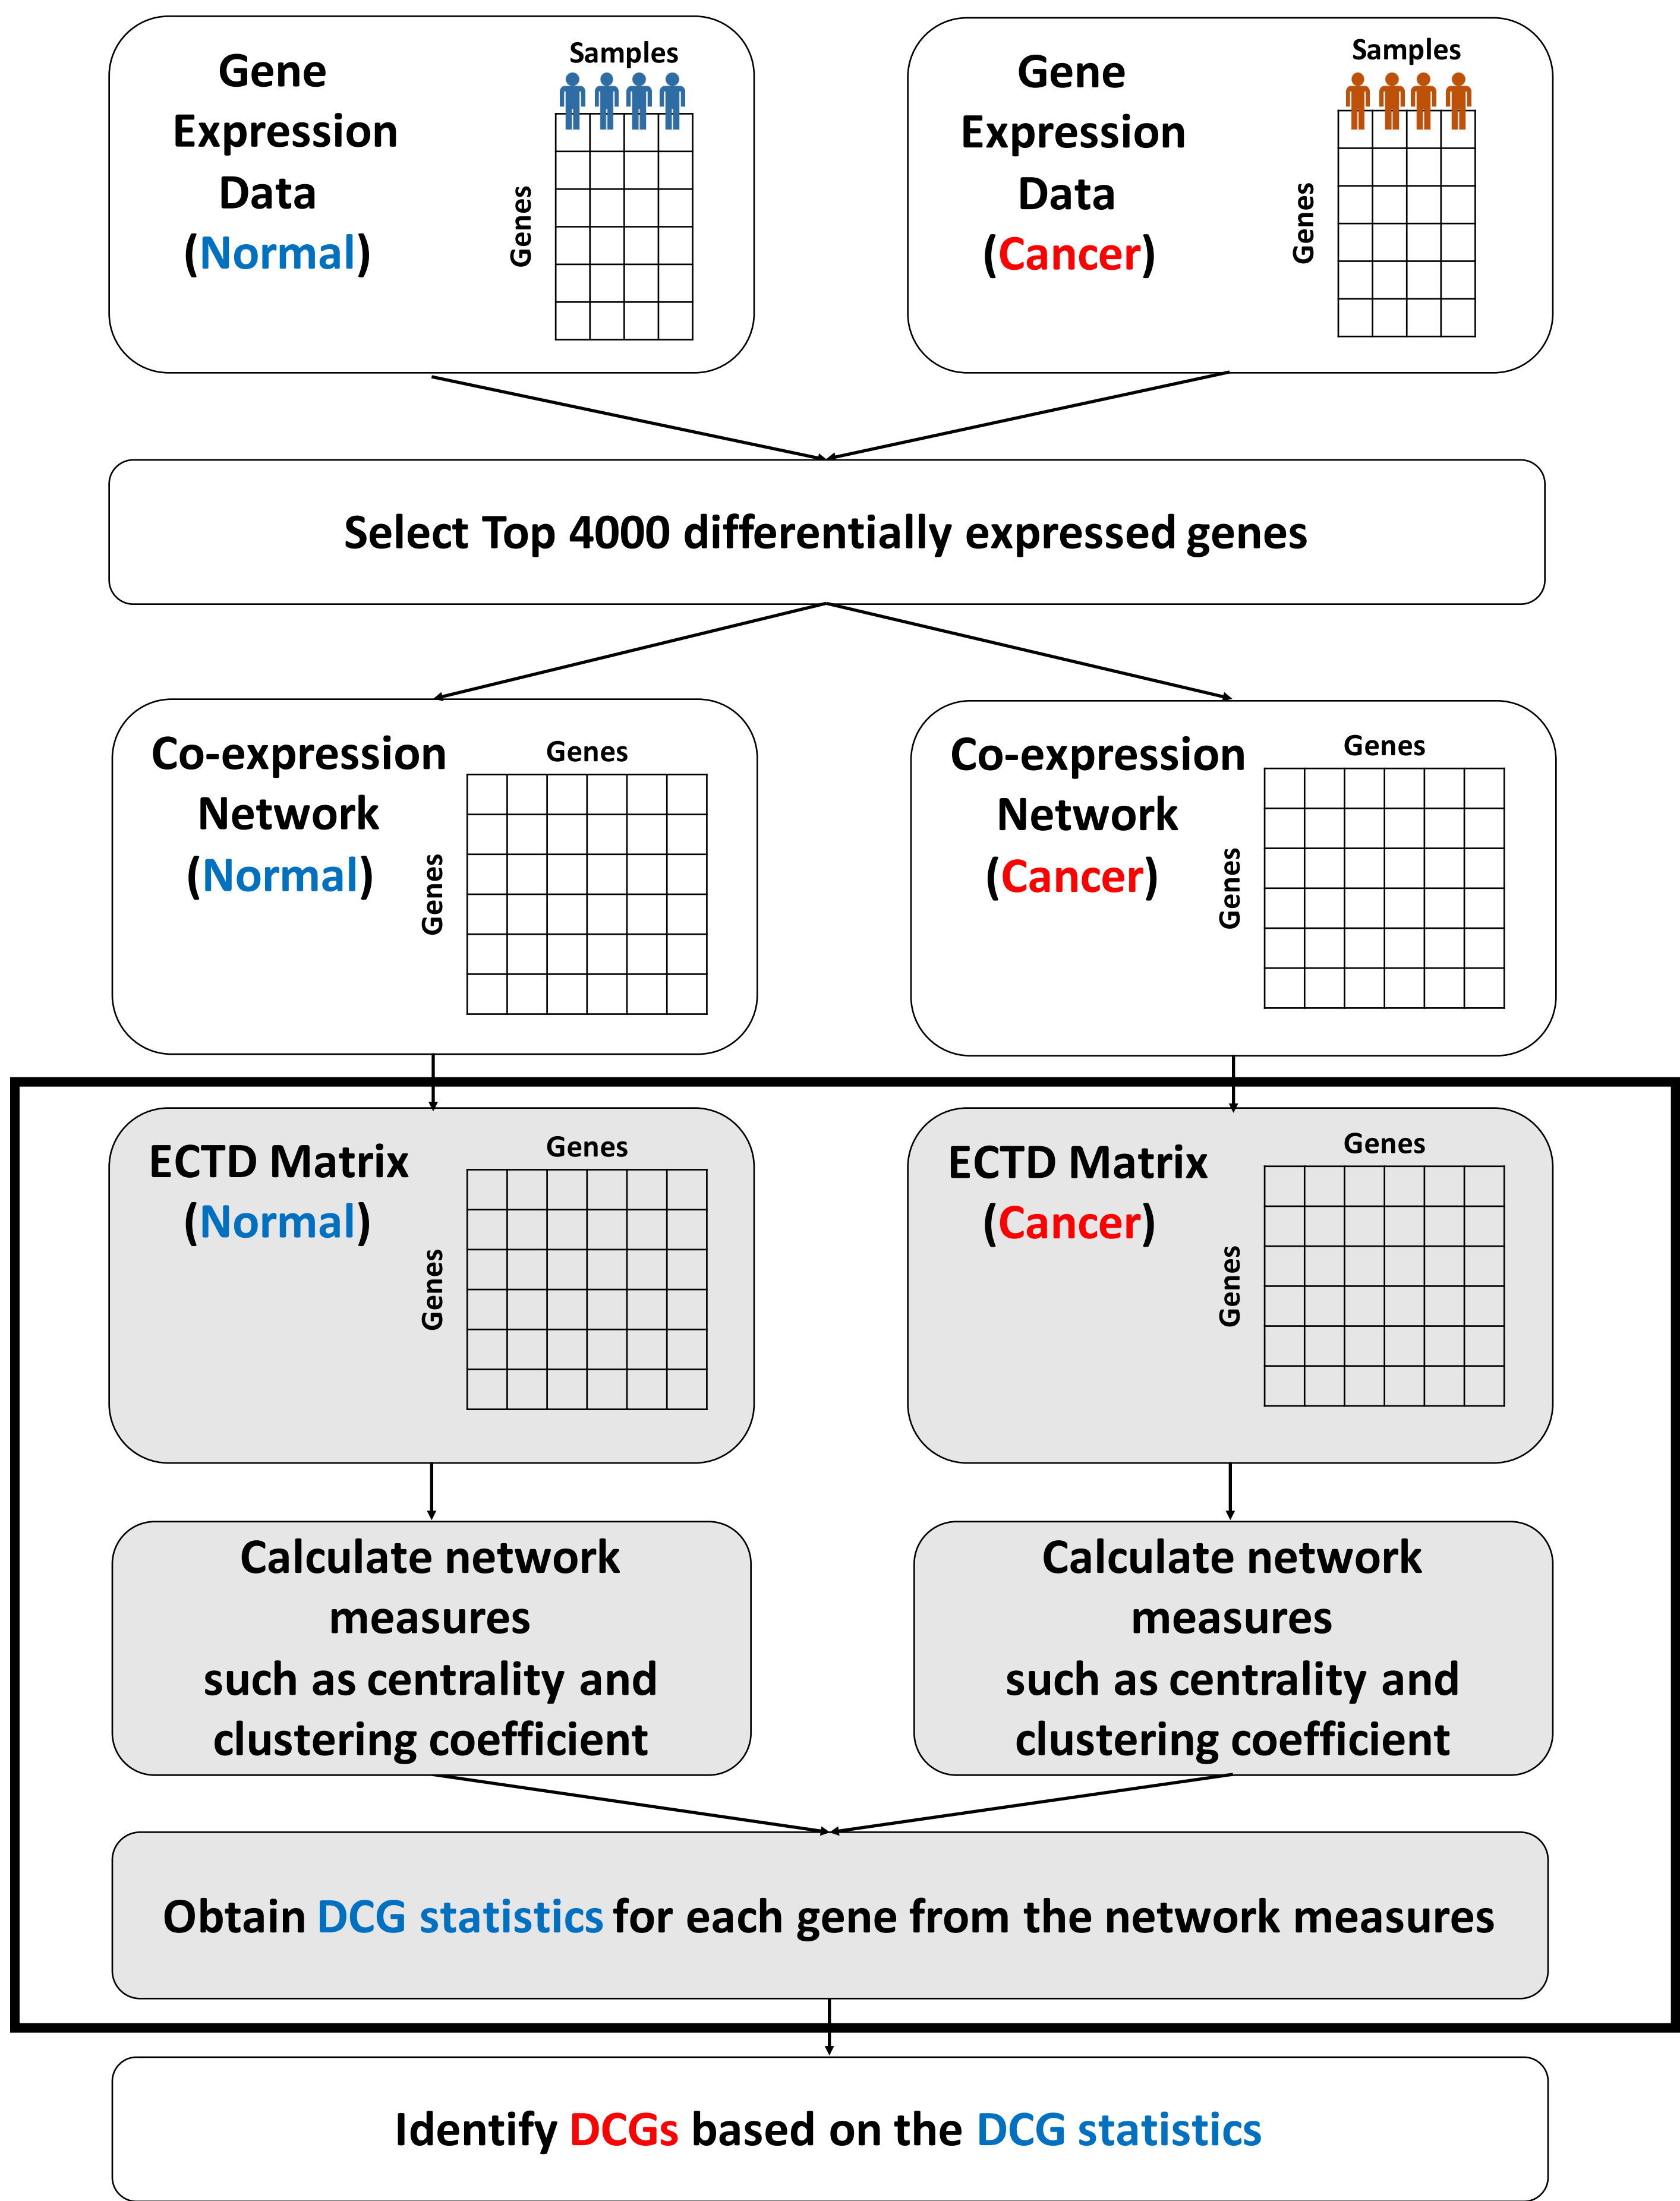 Gene
Expression
Data
(Normal)
Samples
Genes
Gene
Expression
Data
(Cancer)
Samples
Genes
Select Top 4000 differentially expressed genes
Co-expression
Network
(Normal)
Genes
Genes
Co-expression
Network
(Cancer)
Genes
Genes
ECTD Matrix
(Normal)
Genes
Genes
ECTD Matrix
(Cancer)
Genes
Genes
Calculate network
measures
such as centrality and
clustering coefficient
Calculate network
measures
such as centrality and
clustering coefficient
Obtain DCG statistics for each gene from the network measures
Identify DCGs based on the DCG statistics